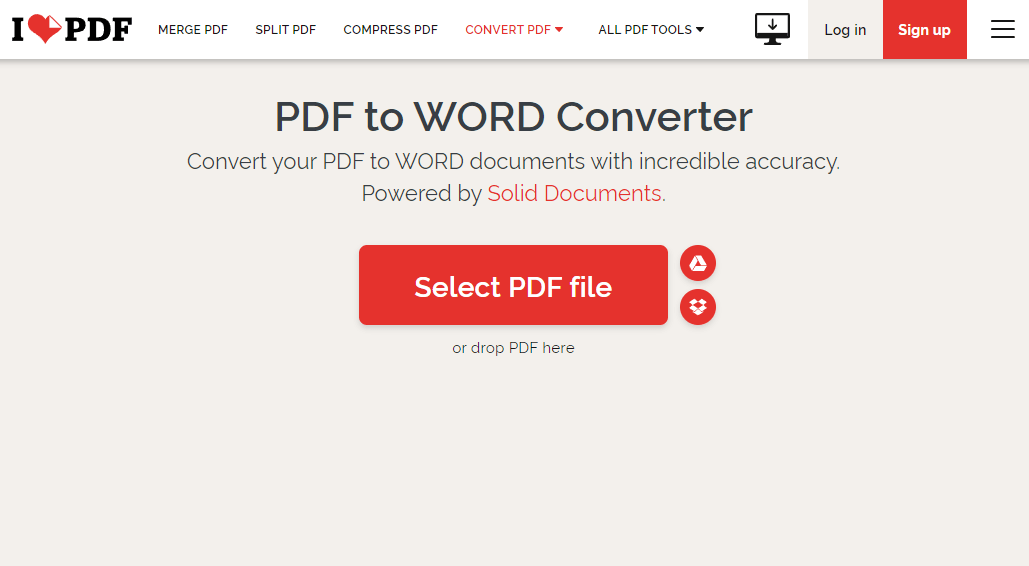 I PDF
MERGE PDF
SPLIT PDF
COMPRESS PDF
CONVERT PDF
ALL PDF TOOLS
Log in
Sign up
PDF to WORD Converter
Convert your PDF to WORD documents with incredible accuracy.
Powered by Solid Documents.
Select PDF file
or drop PDF here